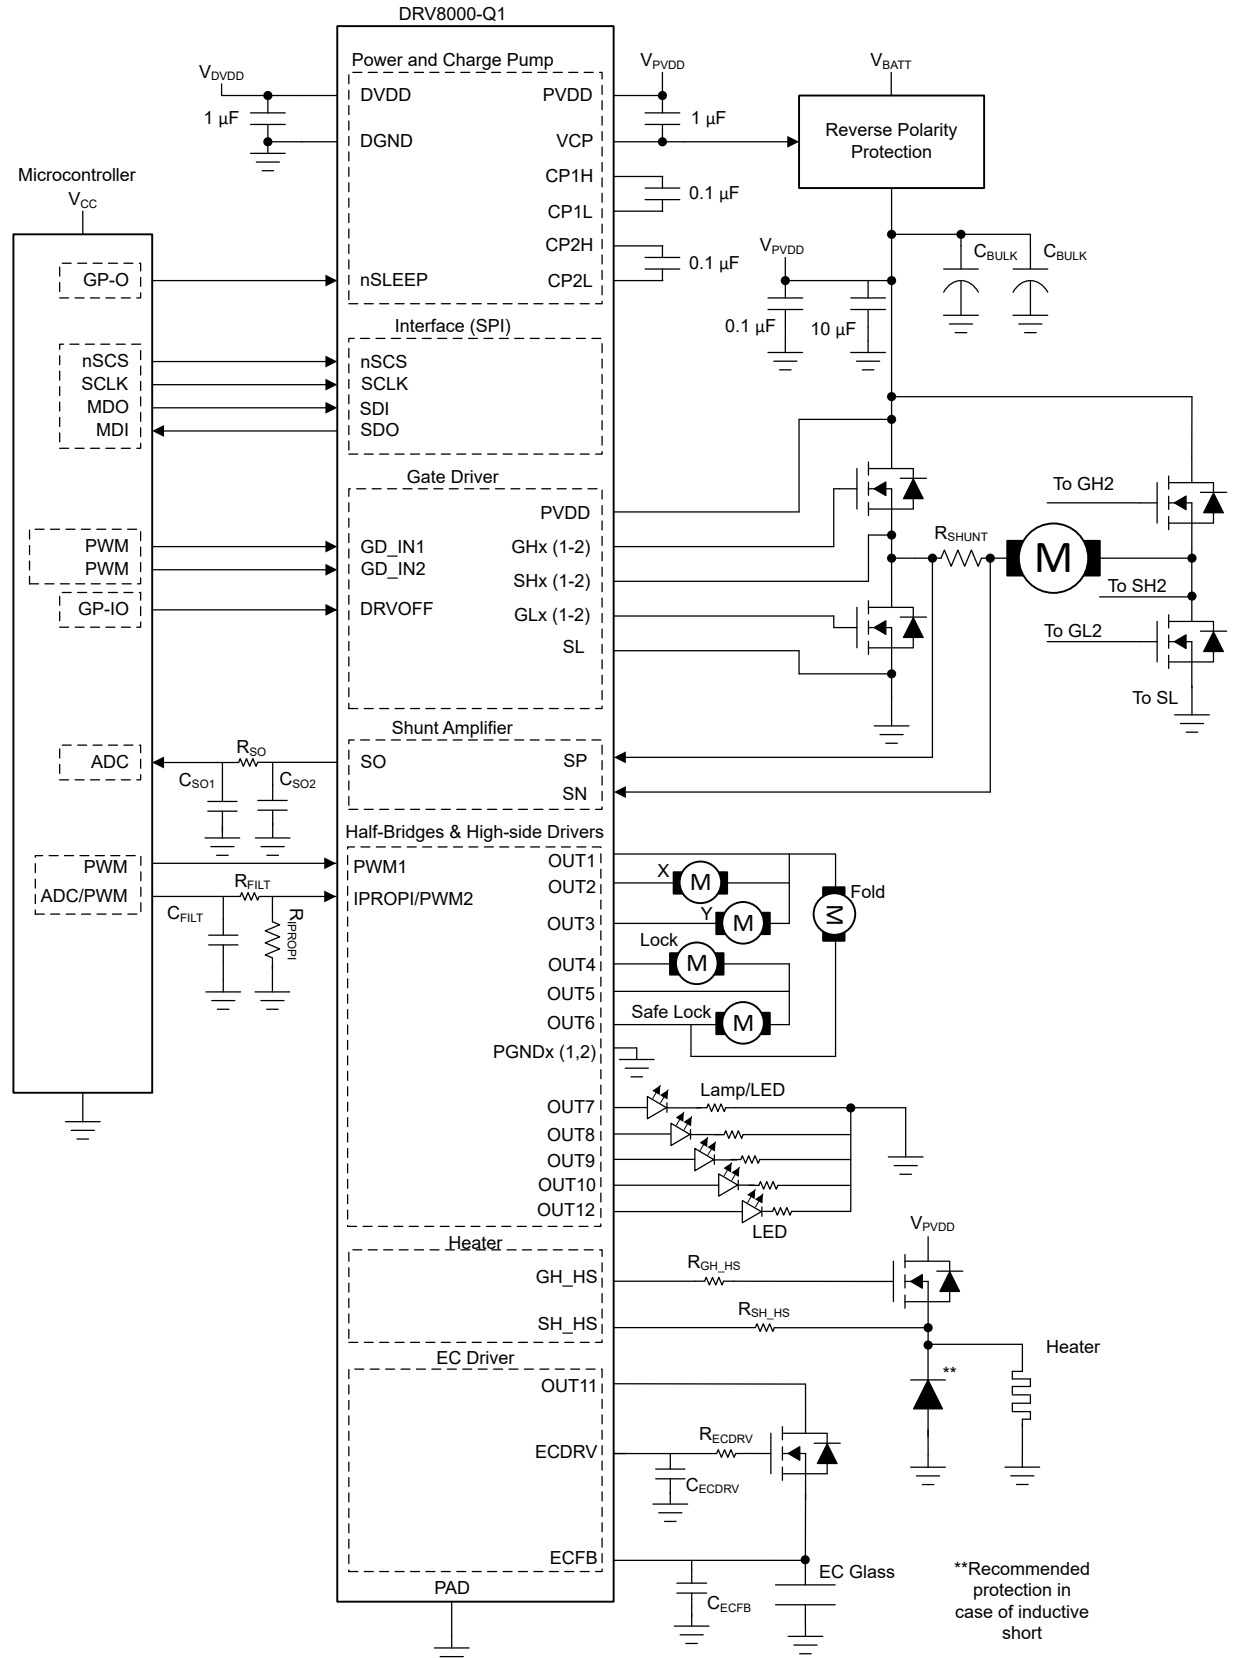 DRV8000-Q1
Power and Charge Pump
VDVDD
DVDD
1 µF
DGND
PVDD
VPVDD
1 µF
VCP
VBATT
Reverse Polarity
Protection
CP1H
0.1 µF
CP1L
CP2H
0.1 µF
CP2L
Microcontroller
VCC
GP-O
nSLEEP
VPVDD
0.1 µF
10 µF
CBULK
CBULK
Interface (SPI)
nSCS
nSCS
SCLK
SCLK
MDO
SDI
MDI
SDO
Gate Driver
PVDD
PWM
GD_IN1
GHx (1-2)
PWM
GD_IN2
SHx (1-2)
GP-IO
DRVOFF
GLx (1-2)
SL
RSHUNT
M
To GH2
To SH2
To GL2
To SL
Shunt Amplifier
ADC
RSO
CSO1
CSO2
SO
SP
SN
Half-Bridges & High-side Drivers
PWM
PWM1
ADC/PWM
RFILT
CFILT
RIPROPI
IPROPI/PWM2
OUT1
OUT2
X
M
OUT3
Y
M
Fold
M
Lock
OUT4
M
OUT5
OUT6
Safe Lock
M
PGNDx (1,2)
OUT7
Lamp/LED
OUT8
OUT9
OUT10
OUT12
LED
Heater
GH_HS
RGH_HS
VPVDD
SH_HS
RSH_HS
Heater
**
EC Driver
OUT11
ECDRV
RECDRV
CECDRV
ECFB
CECFB
EC Glass
PAD
**Recommended
protection in
case of inductive
short